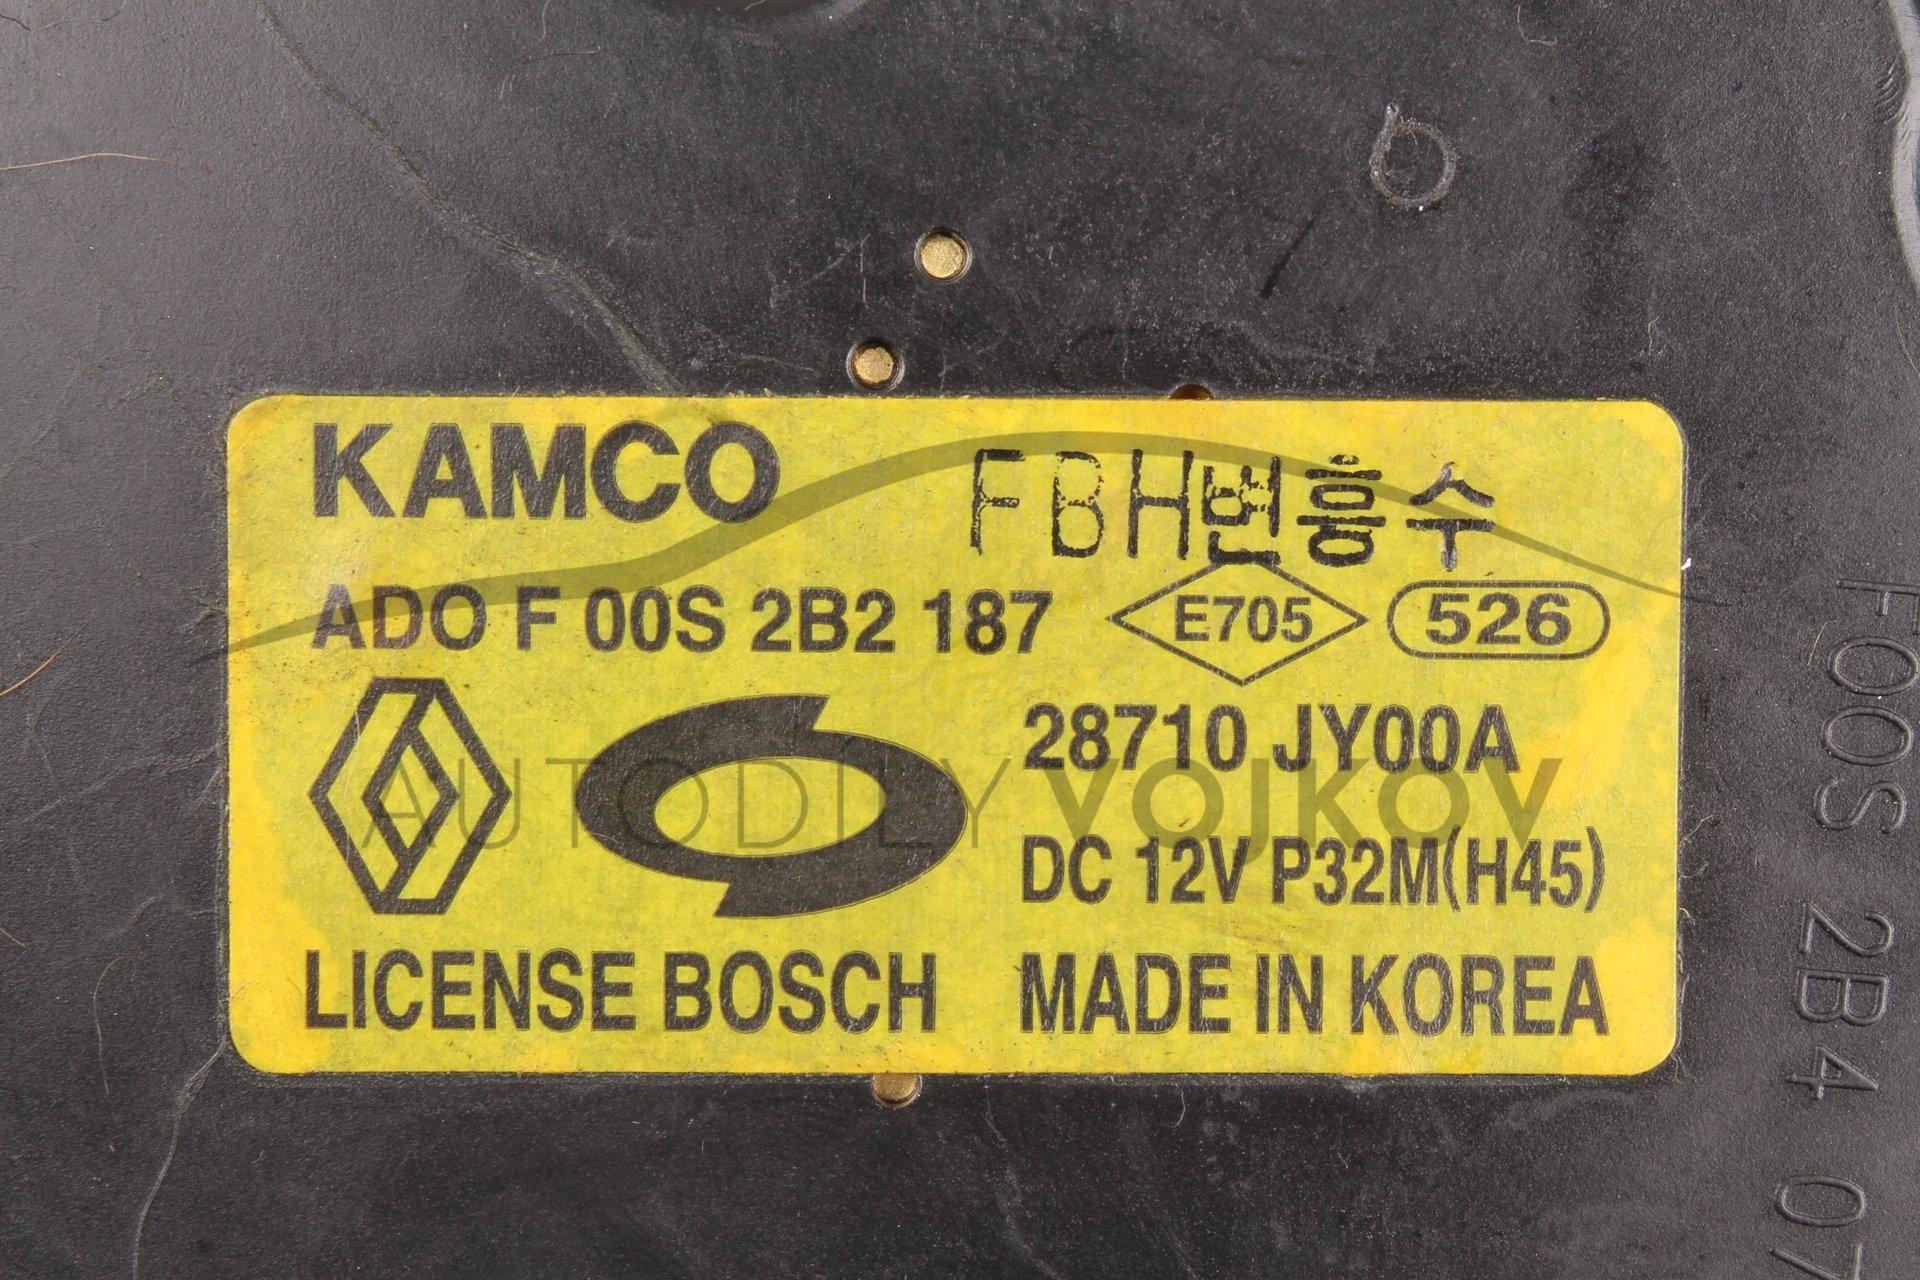 KAMCO
FBH변흥수
ADO F 00S 2B2 187
E705
526
28710 JY00A
AUTODÍLY VOJKOV
DC 12V P32M(H45)
LICENSE BOSCH
MADE IN KOREA
F00S 2B4 07